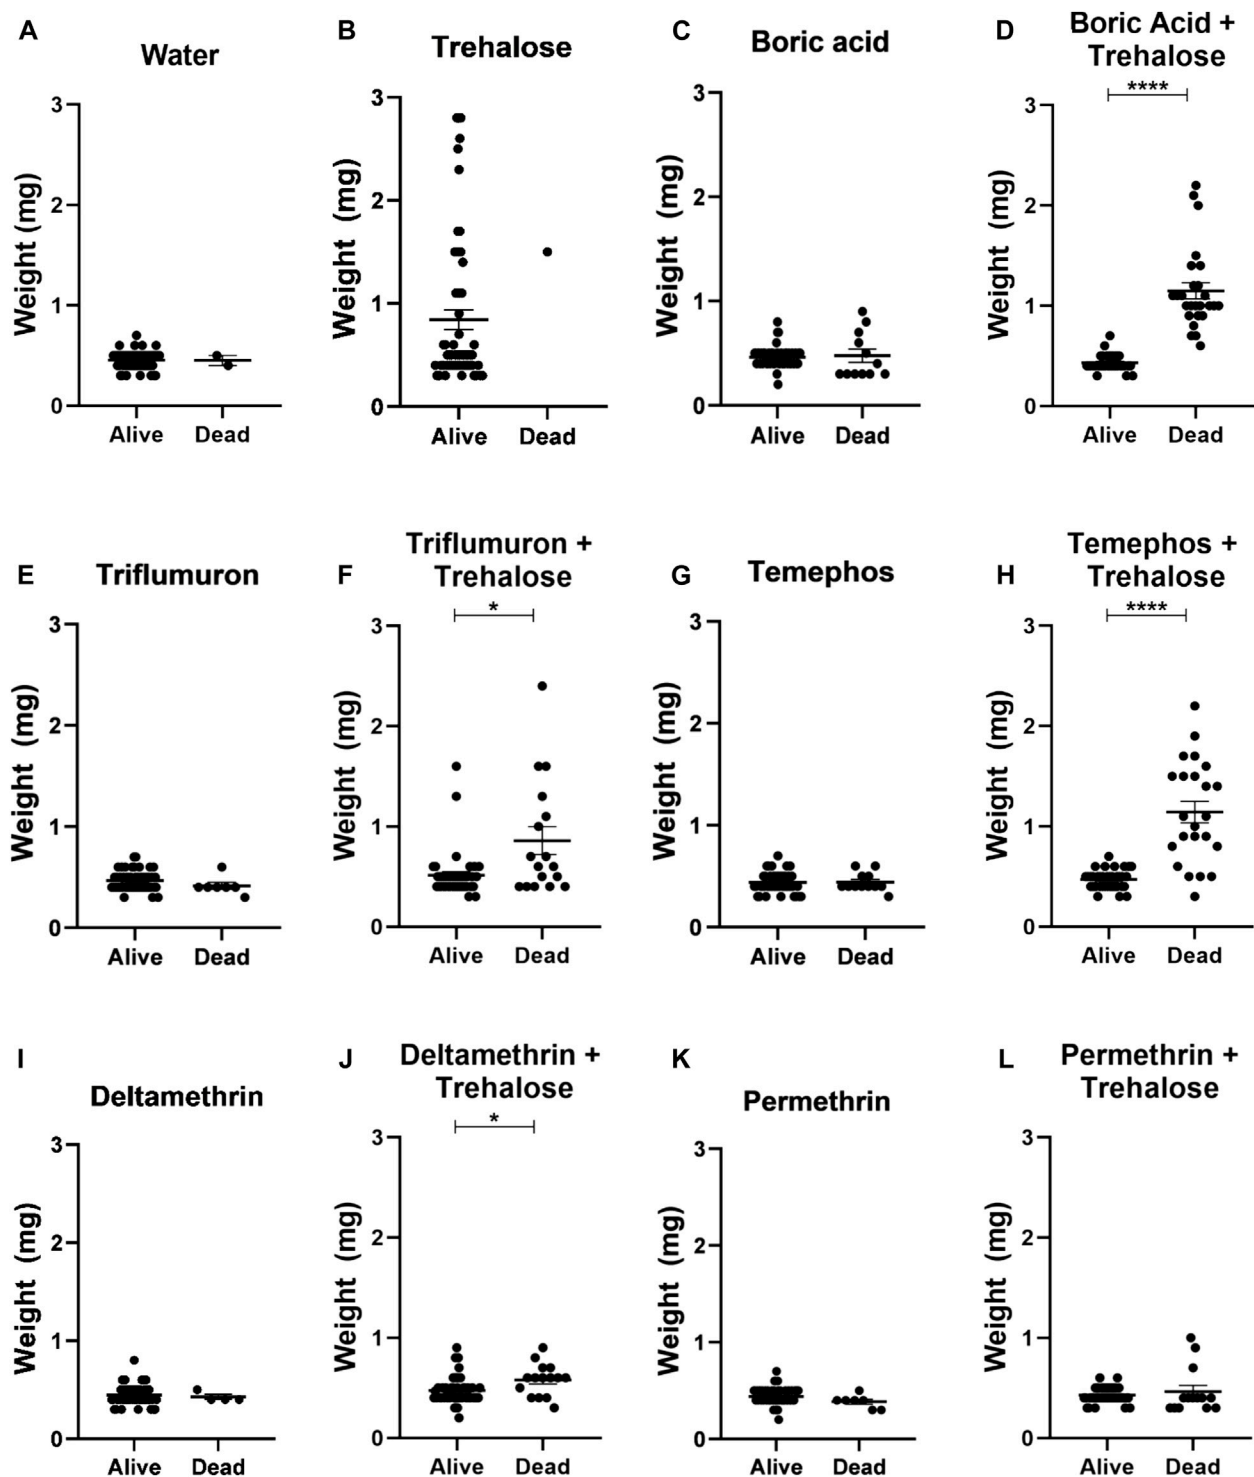 A
Water
Weight (mg)
3
2
1
0
Alive
Dead
B
Trehalose
Weight (mg)
3
2
1
0
Alive
Dead
C
Boric acid
Weight (mg)
3
2
1
0
Alive
Dead
D
Boric Acid +
Trehalose
****
Weight (mg)
3
2
1
0
Alive
Dead
E
Triflumuron
Weight (mg)
3
2
1
0
Alive
Dead
F
Triflumuron +
Trehalose
*
Weight (mg)
3
2
1
0
Alive
Dead
G
Temephos
Weight (mg)
3
2
1
0
Alive
Dead
H
Temephos +
Trehalose
****
Weight (mg)
3
2
1
0
Alive
Dead
I
Deltamethrin
Weight (mg)
3
2
1
0
Alive
Dead
J
Deltamethrin +
Trehalose
*
Weight (mg)
3
2
1
0
Alive
Dead
K
Permethrin
Weight (mg)
3
2
1
0
Alive
Dead
L
Permethrin +
Trehalose
Weight (mg)
3
2
1
0
Alive
Dead